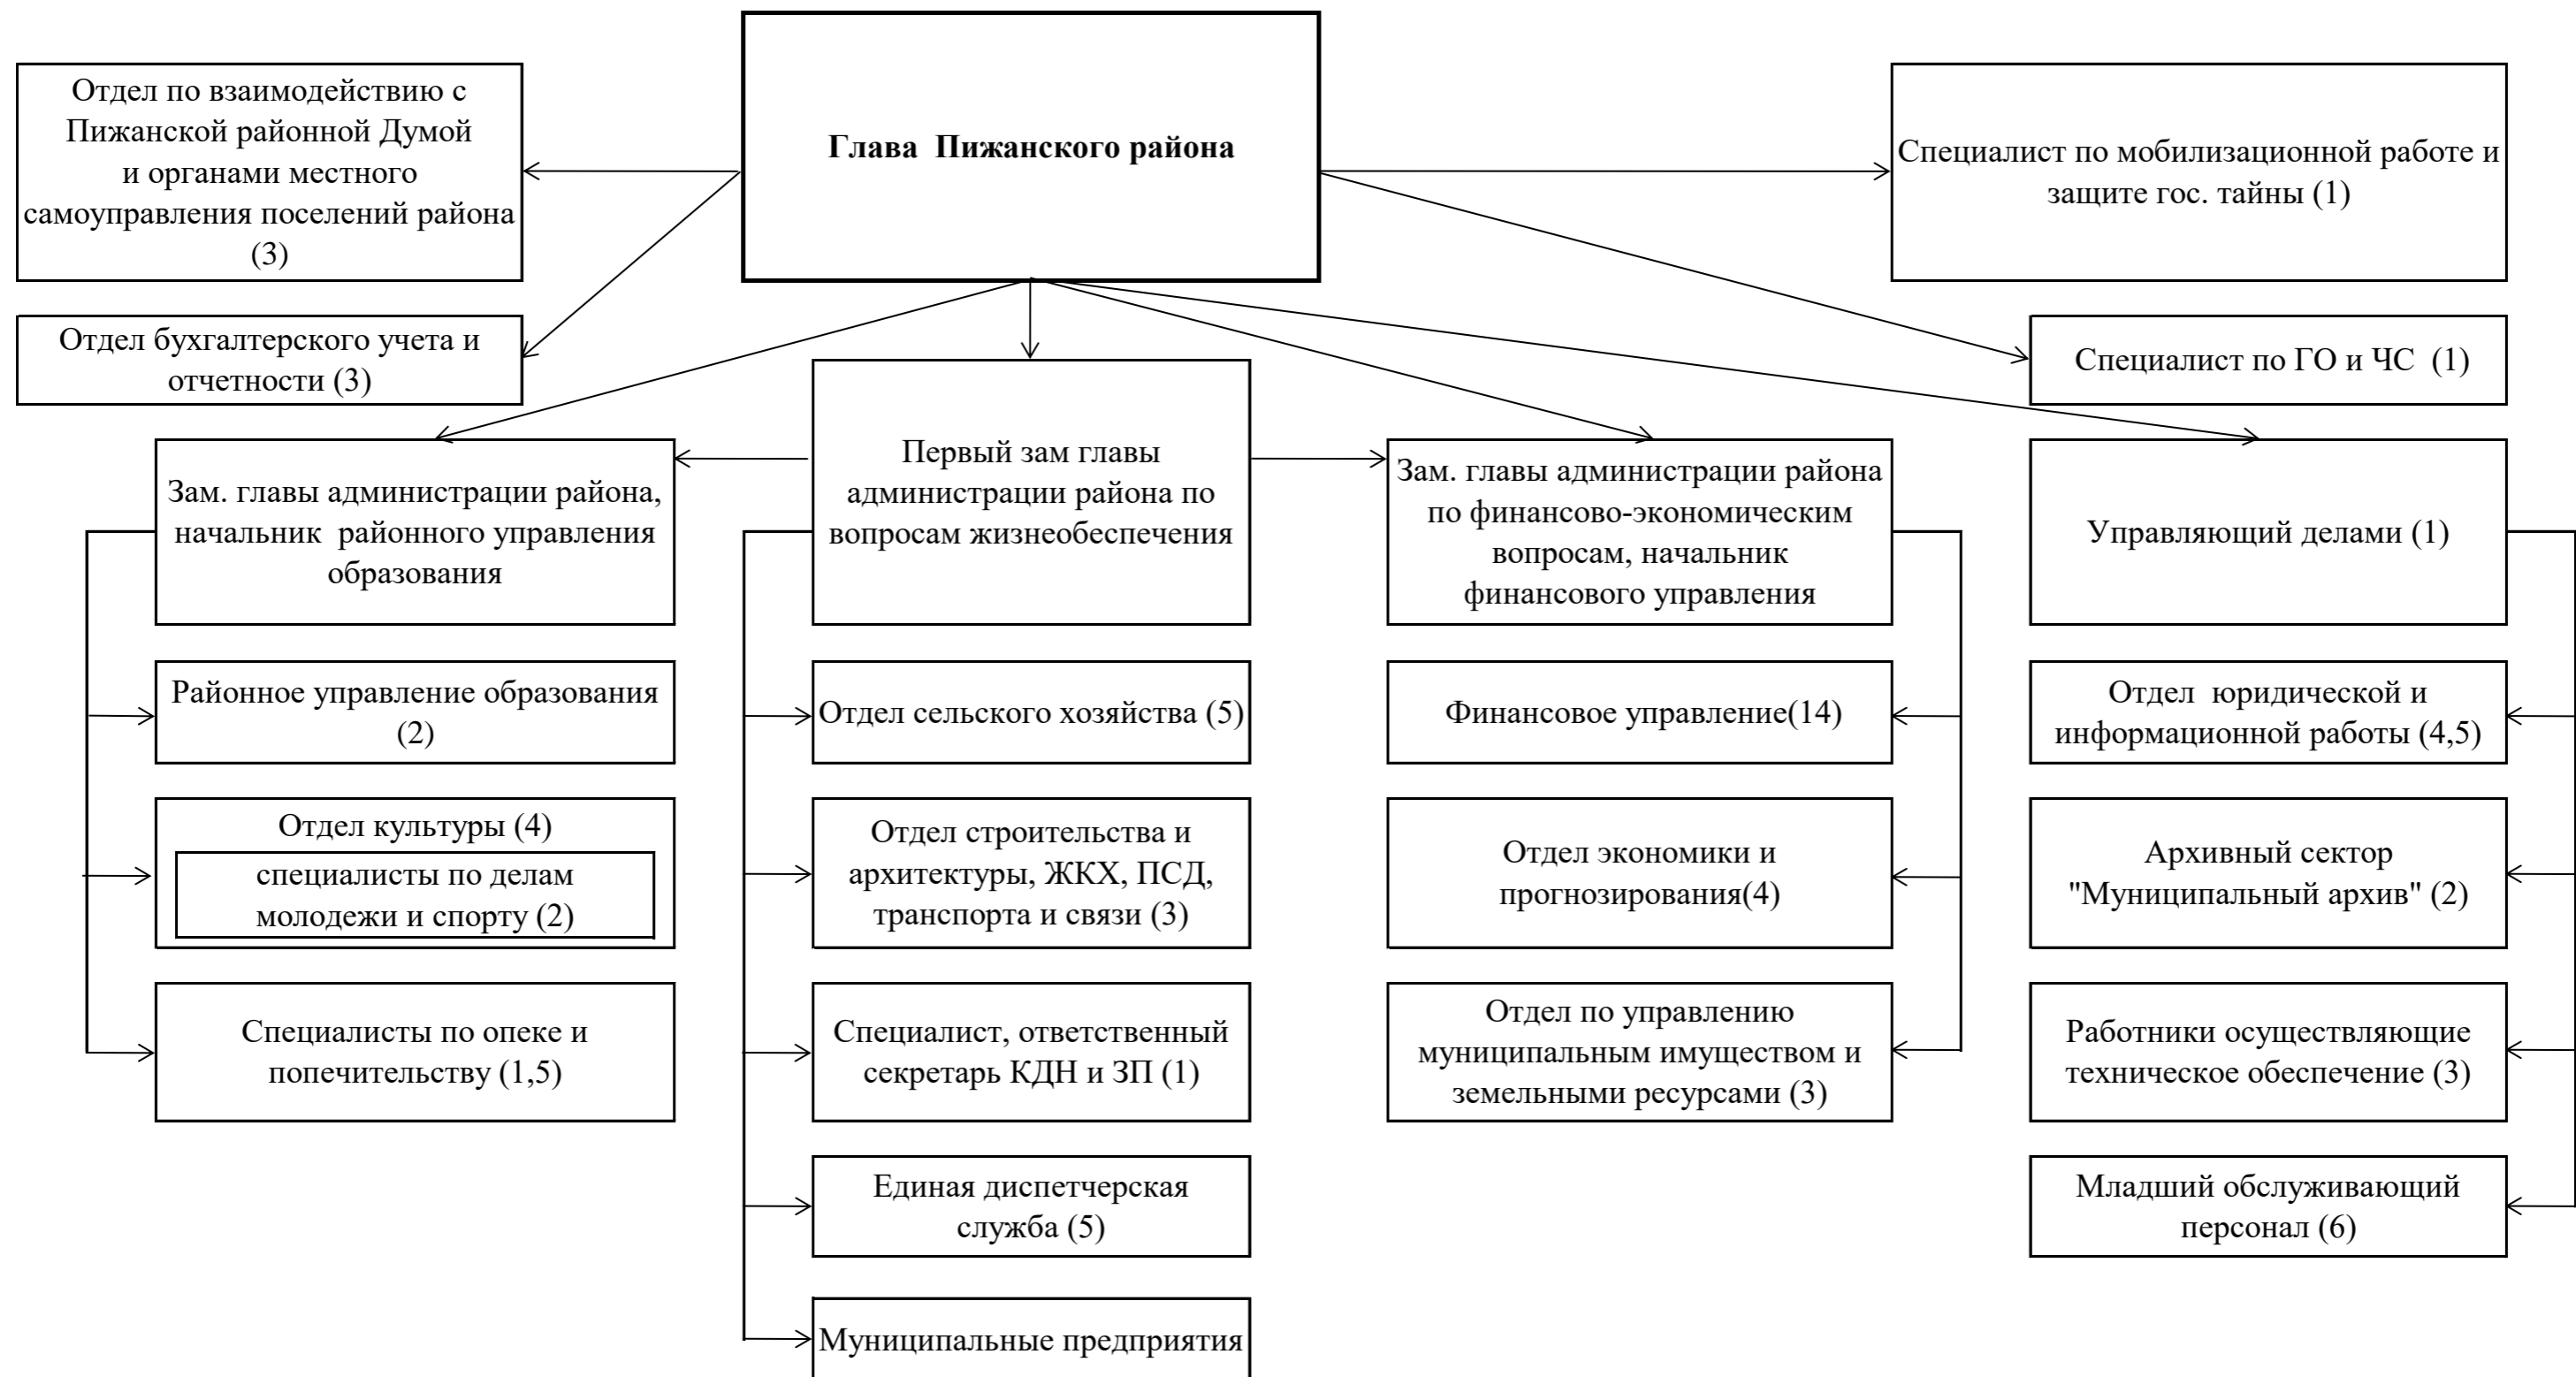 Глава  Пижанского района
Отдел по взаимодействию с
Пижанской районной Думой
и органами местного
самоуправления поселений района
(3)
Специалист по мобилизационной работе и
защите гос. тайны (1)
Отдел бухгалтерского учета и
отчетности (3)
Специалист по ГО и ЧС  (1)
Зам. главы администрации района,
начальник  районного управления
образования
Первый зам главы
администрации района по
вопросам жизнеобеспечения
Зам. главы администрации района
по финансово-экономическим
вопросам, начальник
финансового управления
Управляющий делами (1)
Районное управление образования
(2)
Отдел сельского хозяйства (5)
Финансовое управление(14)
Отдел  юридической и
информационной работы (4,5)
Отдел культуры (4)
специалисты по делам
молодежи и спорту (2)
Отдел строительства и
архитектуры, ЖКХ, ПСД,
транспорта и связи (3)
Отдел экономики и
прогнозирования(4)
Архивный сектор
"Муниципальный архив" (2)
Специалисты по опеке и
попечительству (1,5)
Специалист, ответственный
секретарь КДН и ЗП (1)
Отдел по управлению
муниципальным имуществом и
земельными ресурсами (3)
Работники осуществляющие
техническое обеспечение (3)
Единая диспетчерская
служба (5)
Младший обслуживающий
персонал (6)
Муниципальные предприятия